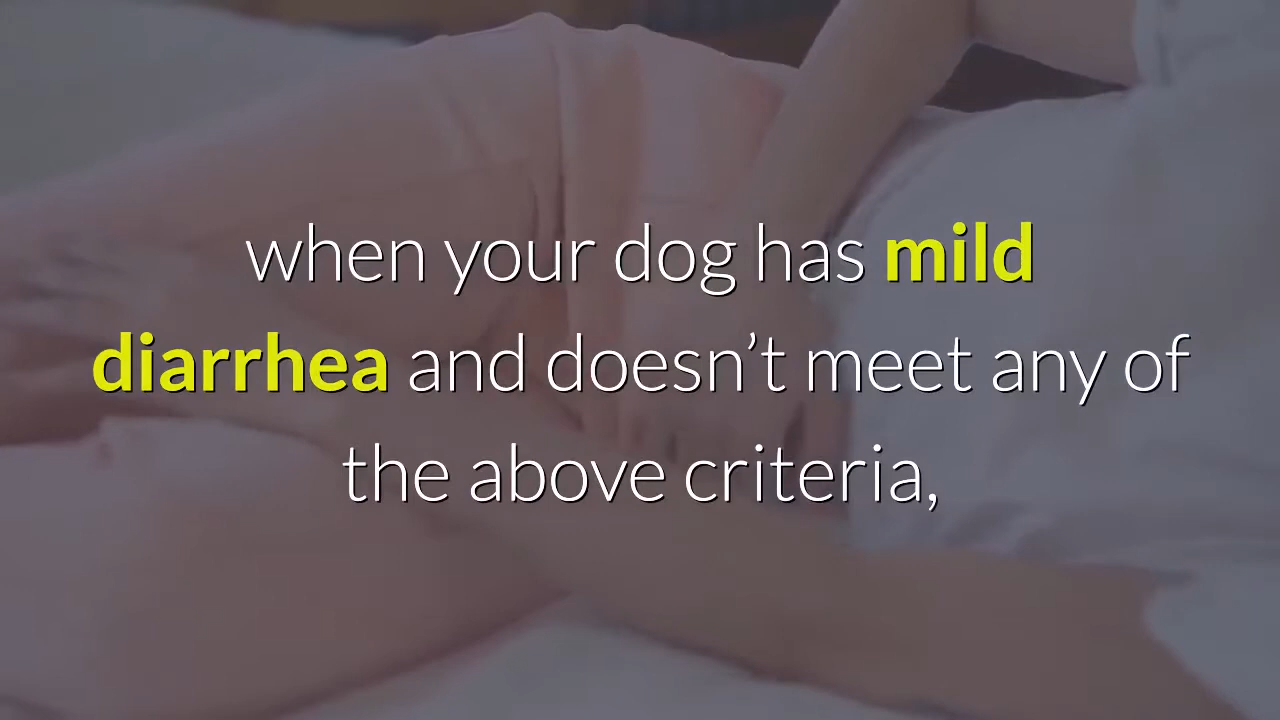 when your dog has mild
diarrhea and doesn’t meet any of
the above criteria,